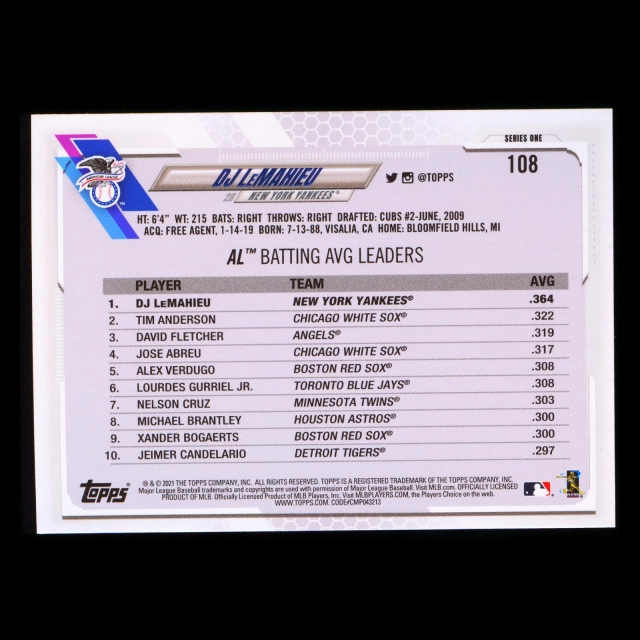 SERIES ONE
108
AMERICAN LEAGUE
DJ LEMAHIEU
2B NEW YORK YANKEES®
@TOPPS
HT: 6'4" WT: 215 BATS: RIGHT THROWS: RIGHT DRAFTED: CUBS #2-JUNE, 2009
ACQ: FREE AGENT, 1-14-19 BORN: 7-13-88, VISALIA, CA HOME: BLOOMFIELD HILLS, MI
AL™ BATTING AVG LEADERS
PLAYER TEAM AVG
1. DJ LEMAHIEU NEW YORK YANKEES® .364
2. TIM ANDERSON CHICAGO WHITE SOX® .322
3. DAVID FLETCHER ANGELS® .319
4. JOSE ABREU CHICAGO WHITE SOX® .317
5. ALEX VERDUGO BOSTON RED SOX® .308
6. LOURDES GURRIEL JR. TORONTO BLUE JAYS® .308
7. NELSON CRUZ MINNESOTA TWINS® .303
8. MICHAEL BRANTLEY HOUSTON ASTROS® .300
9. XANDER BOGAERTS BOSTON RED SOX® .300
10. JEIMER CANDELARIO DETROIT TIGERS® .297
Topps
® & © 2021 THE TOPPS COMPANY, INC. ALL RIGHTS RESERVED. TOPPS IS A REGISTERED TRADEMARK OF THE TOPPS COMPANY, INC.
Major League Baseball trademarks and copyrights are used with permission of Major League Baseball. Visit MLB.com. OFFICIALLY LICENSED
PRODUCT OF MLB. Officially Licensed Product of MLB Players, Inc. Visit MLBPLAYERS.COM, the Players Choice on the web.
WWW.TOPPS.COM CODE#CMP043213